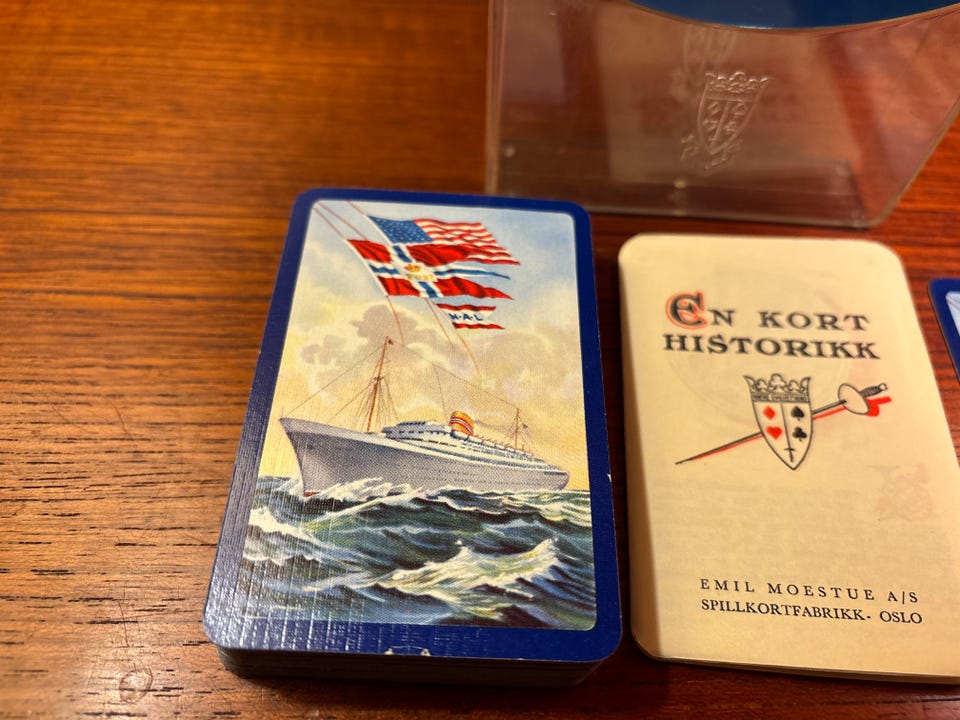 N·A·L
EN KORT
HISTORIKK
EMIL MOESTUE A/S
SPILLKORTFABRIKK- OSLO